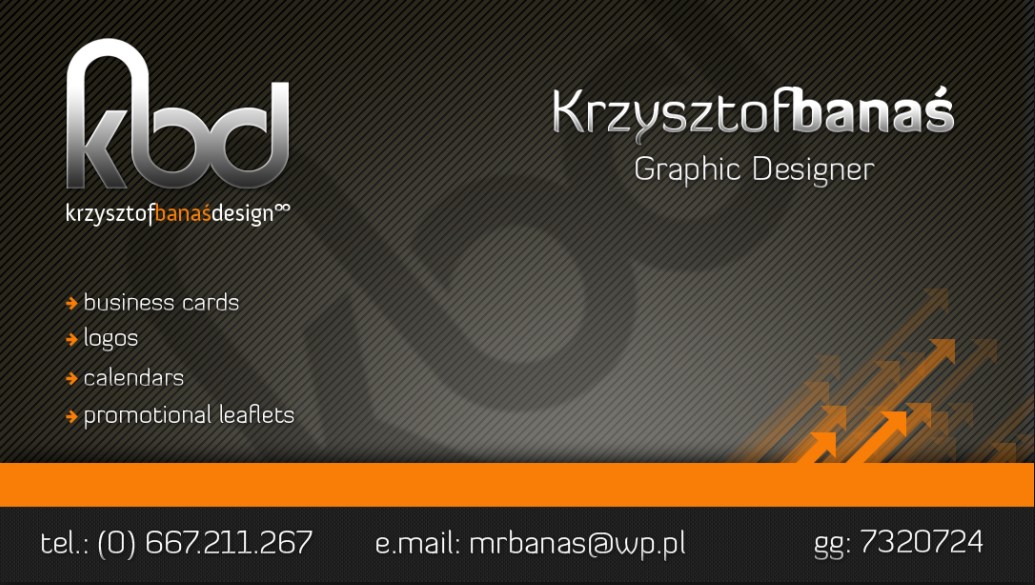 kbd
krzysztofbanaśdesign
Krzysztofbanaś
Graphic Designer
business cards
logos
calendars
promotional leaflets
tel.: (0) 667.211.267
e.mail: mrbanas@wp.pl
gg: 7320724